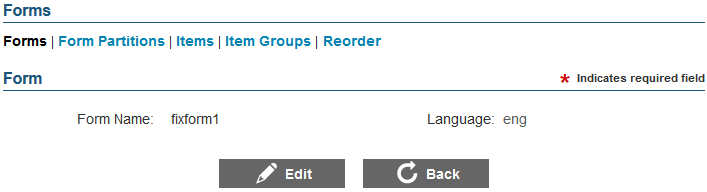 Forms
Forms | Form Partitions | Items | Item Groups | Reorder
Form * Indicates required field
Form Name: fixform1 Language: eng
Edit Back